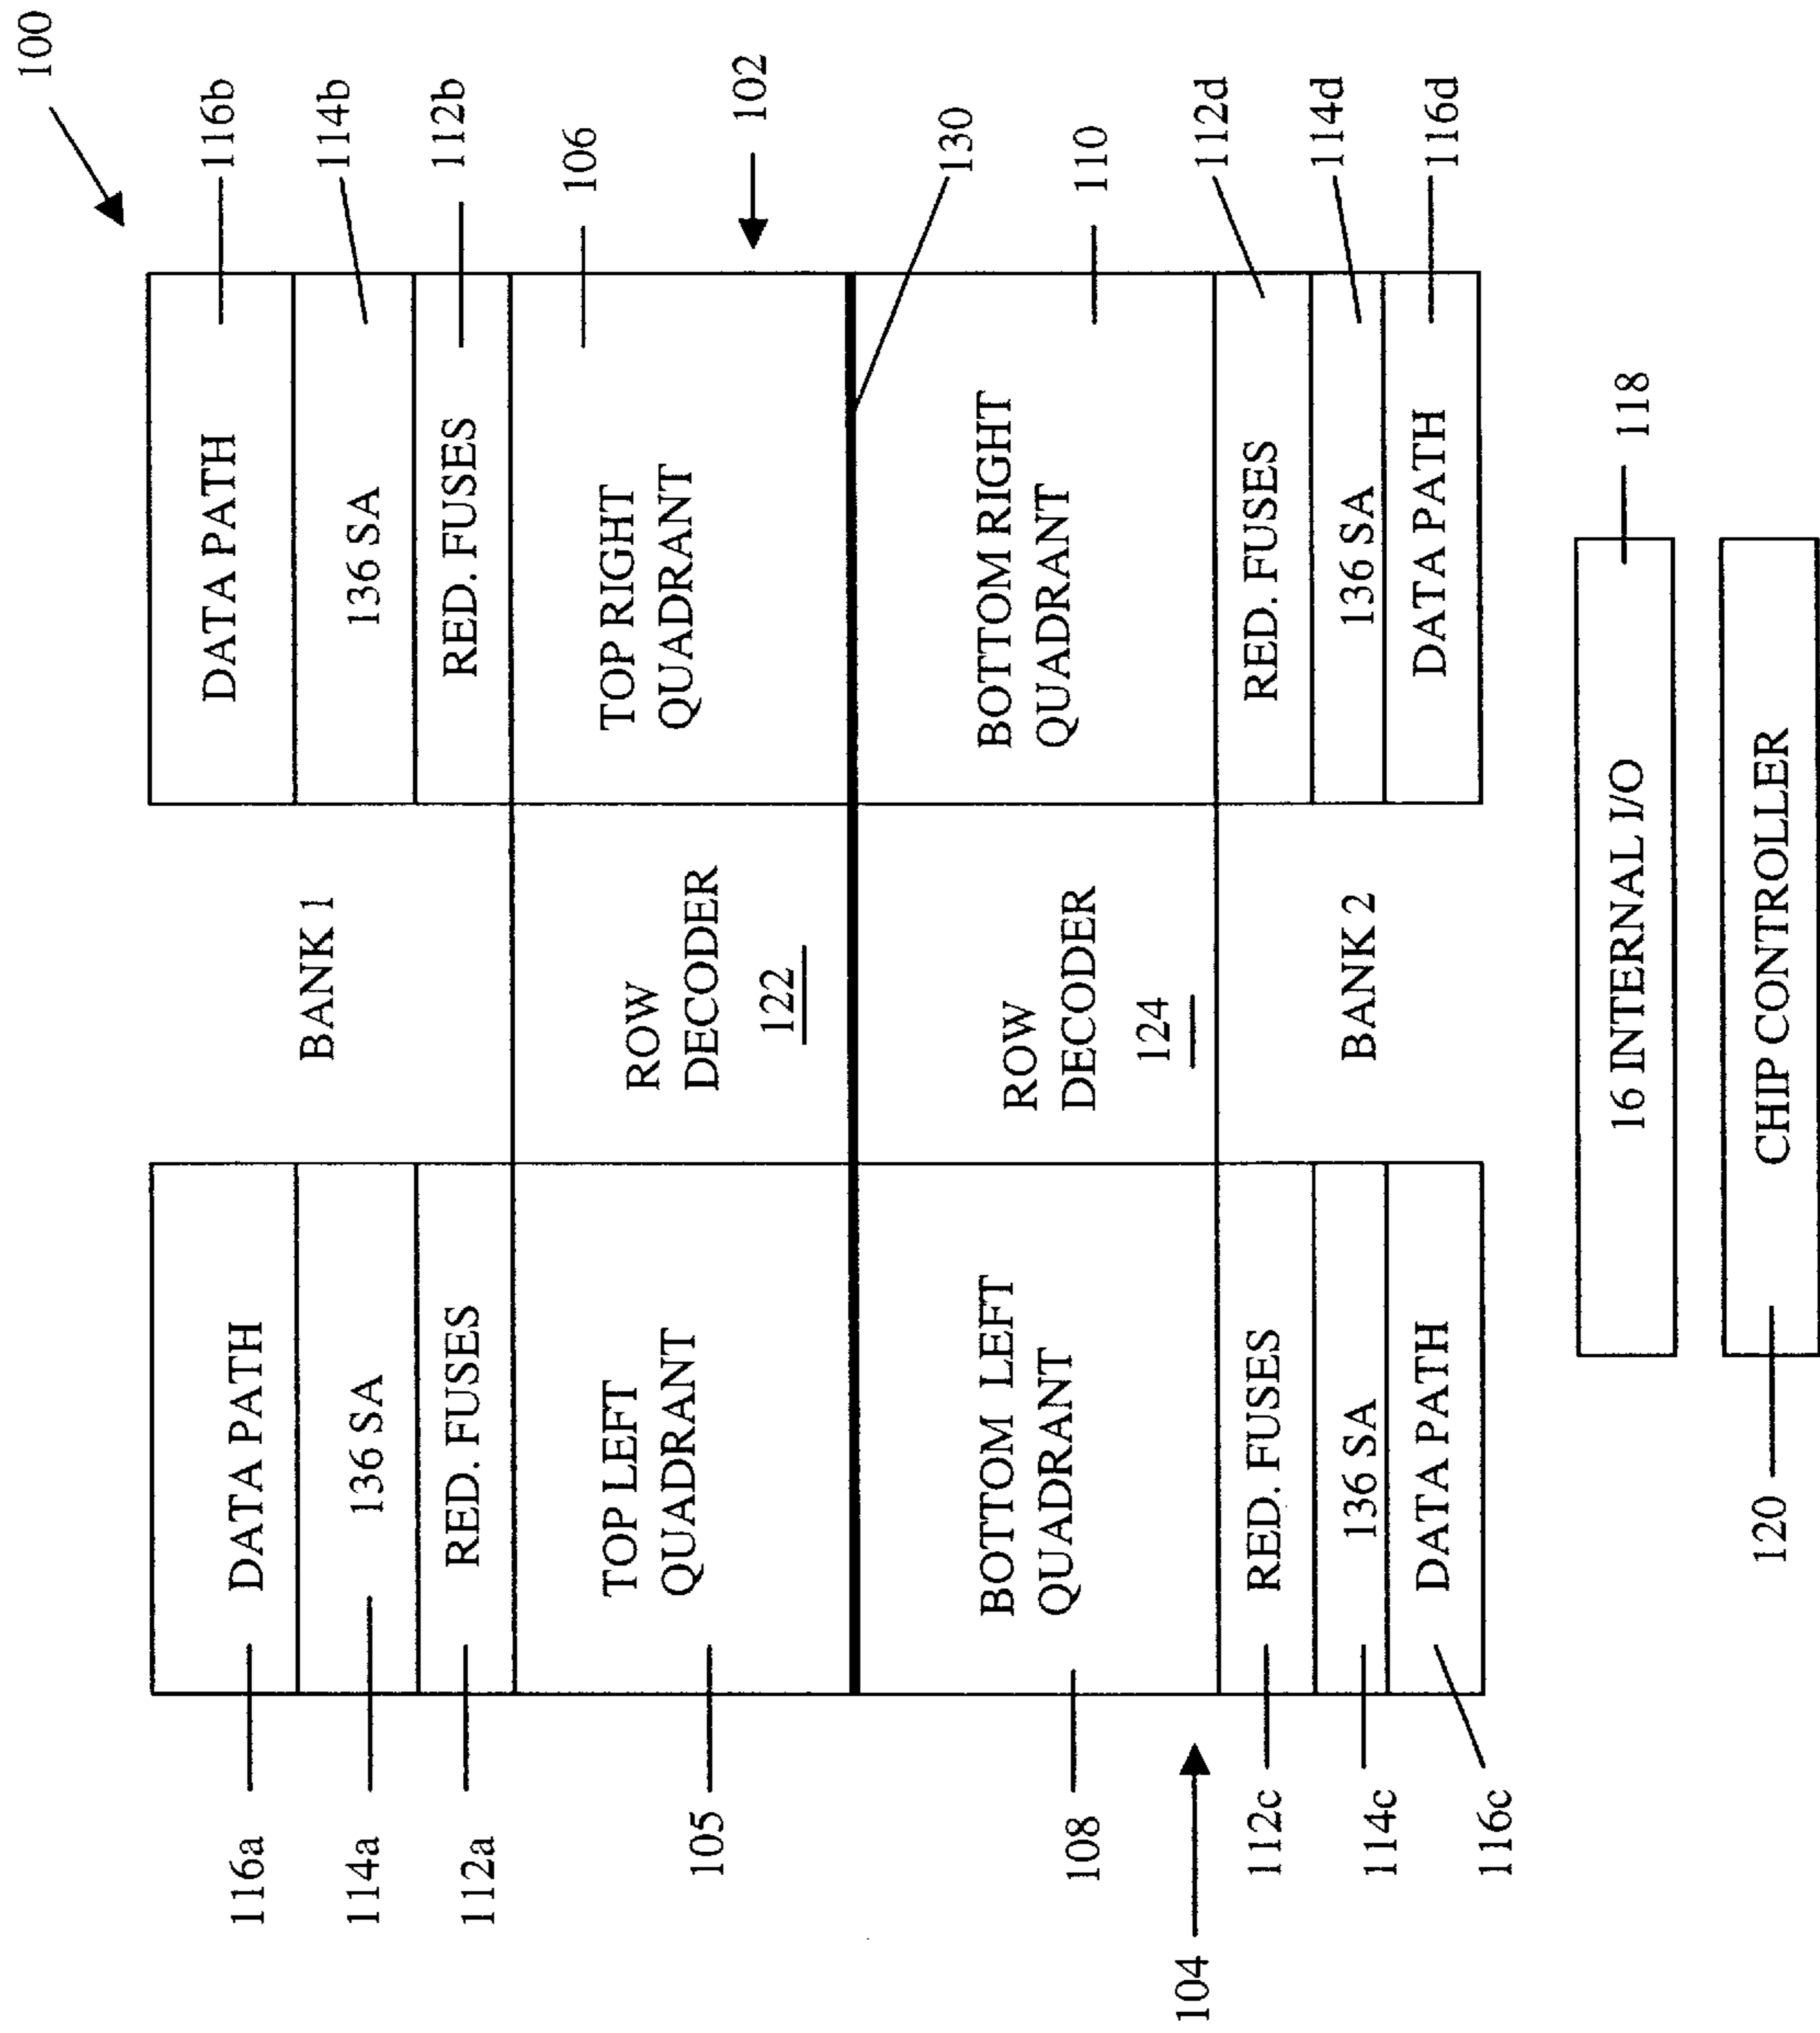 100
116a
DATA PATH
DATA PATH
116b
114a
136 SA
BANK 1
136 SA
114b
112a
RED. FUSES
RED. FUSES
112b
105
TOP LEFT
QUADRANT
ROW
DECODER
122
TOP RIGHT
QUADRANT
106
102
130
108
BOTTOM LEFT
QUADRANT
ROW
DECODER
124
BOTTOM RIGHT
QUADRANT
110
104
112c
RED. FUSES
RED. FUSES
112d
114c
136 SA
BANK 2
136 SA
114d
116c
DATA PATH
DATA PATH
116d
16 INTERNAL I/O
118
120
CHIP CONTROLLER